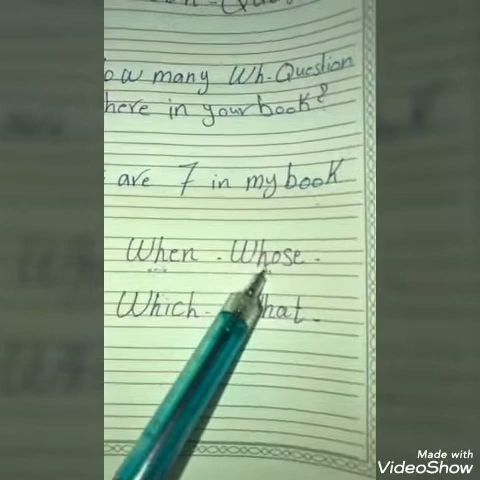 ow many Wh-Question
here in your book?
are 7 in my book
When - Whose -
Which - hat -
Made with
VideoShow